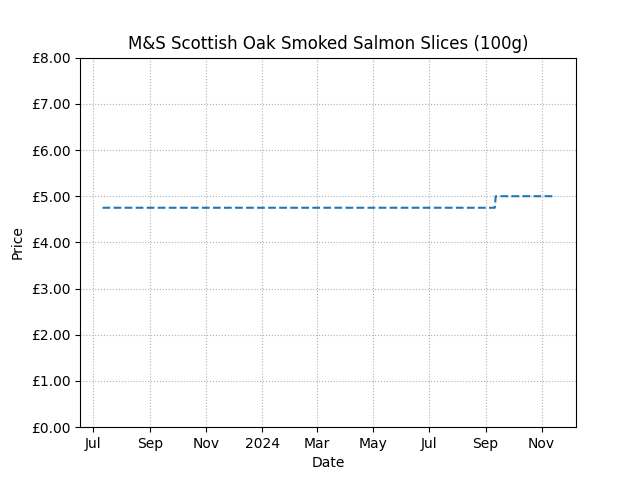 M&S Scottish Oak Smoked Salmon Slices (100g)
£8.00
£7.00
£6.00
£5.00
£4.00
£3.00
£2.00
£1.00
£0.00
Price
Jul Sep Nov 2024 Mar May Jul Sep Nov
Date